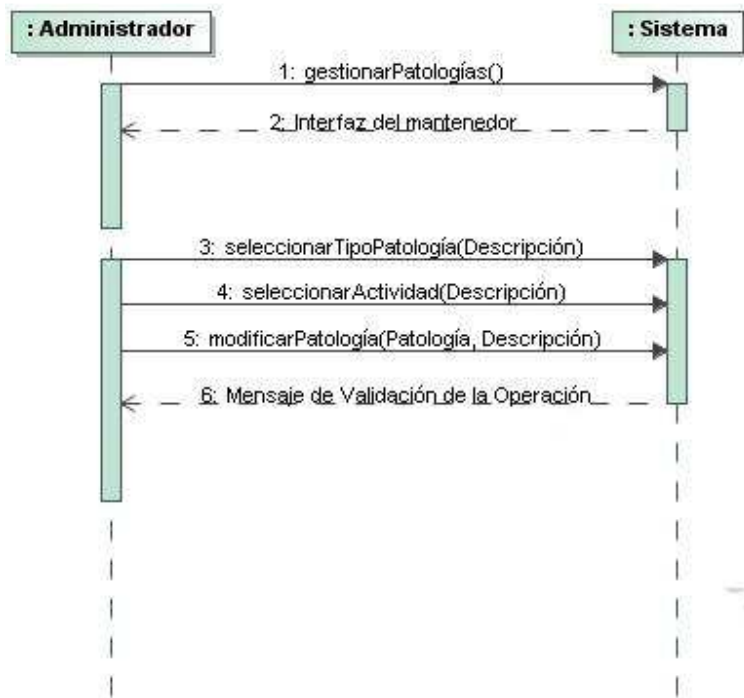 : Administrador
: Sistema
1: gestionarPatologías()
2: Interfaz del mantenedor
3: seleccionarTipoPatología(Descripción)
4: seleccionarActividad(Descripción)
5: modificarPatología(Patología, Descripción)
6: Mensaje de Validación de la Operación